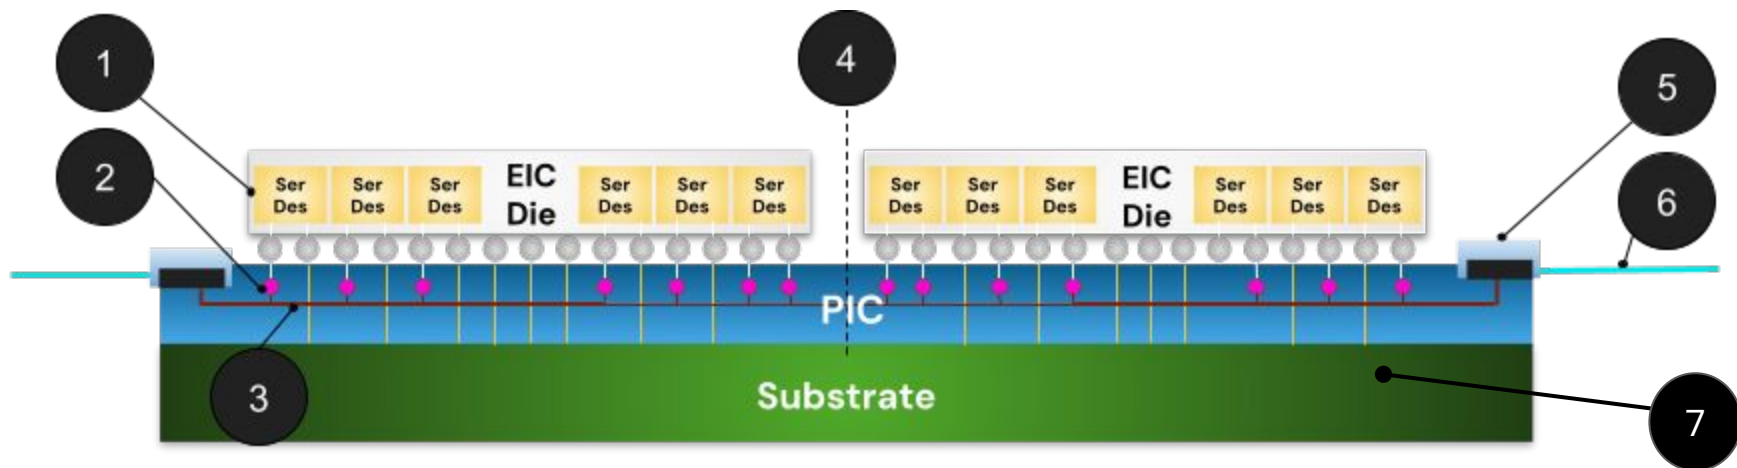 1
4
5
2
6
Ser Des
Ser Des
Ser Des
EIC Die
Ser Des
Ser Des
Ser Des
Ser Des
Ser Des
Ser Des
EIC Die
Ser Des
Ser Des
Ser Des
PIC
3
Substrate
7